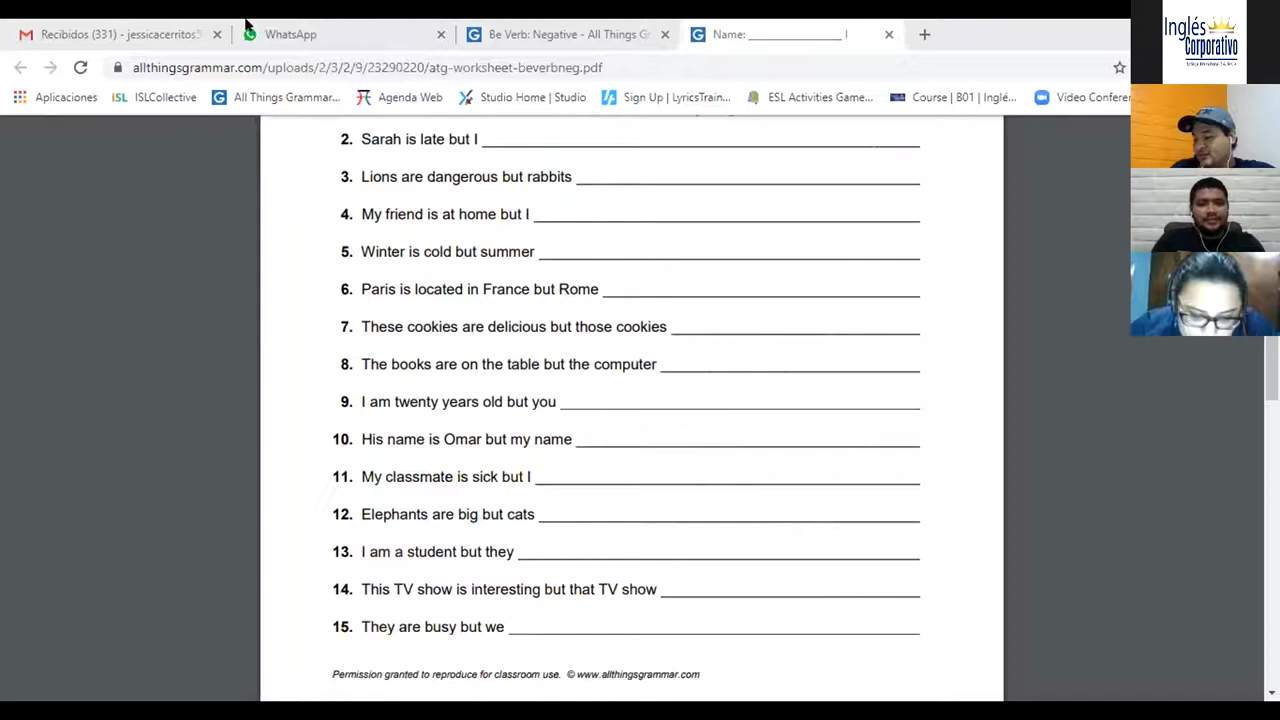 Recibidos (331) - jessicacerritos5
WhatsApp
Be Verb: Negative - All Things G
Name: ________________ I
allthingsgrammar.com/uploads/2/3/2/9/23290220/atg-worksheet-beverbneg.pdf
Aplicaciones
iSL ISLCollective
All Things Grammar...
Agenda Web
Studio Home | Studio
Sign Up | LyricsTrain...
ESL Activities Game...
Course | B01 | Inglé...
Video Conferen
Inglés
Corporativo
2. Sarah is late but I
3. Lions are dangerous but rabbits
4. My friend is at home but I
5. Winter is cold but summer
6. Paris is located in France but Rome
7. These cookies are delicious but those cookies
8. The books are on the table but the computer
9. I am twenty years old but you
10. His name is Omar but my name
11. My classmate is sick but I
12. Elephants are big but cats
13. I am a student but they
14. This TV show is interesting but that TV show
15. They are busy but we
Permission granted to reproduce for classroom use. © www.allthingsgrammar.com